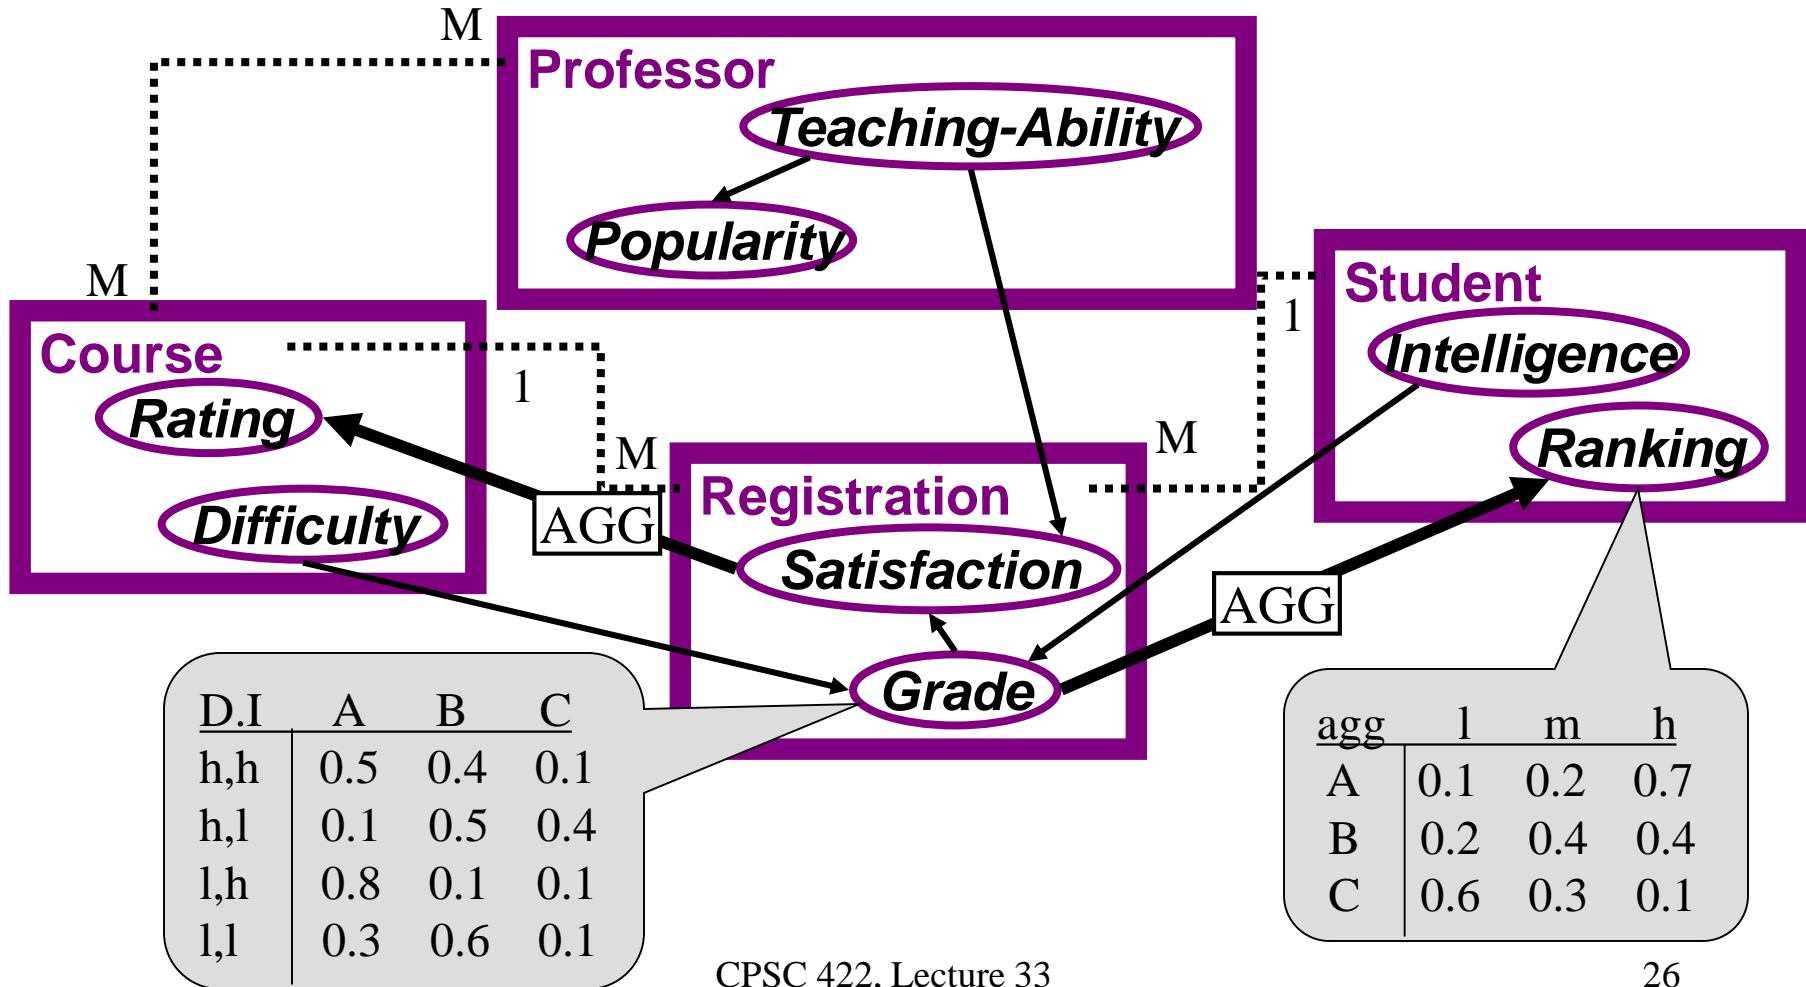 M
Professor
Teaching-Ability
Popularity
M
Course
Rating
Difficulty
1
M
AGG
Registration
Satisfaction
Grade
M
1
Student
Intelligence
Ranking
AGG
D.I A B C
h,h 0.5 0.4 0.1
h,l 0.1 0.5 0.4
l,h 0.8 0.1 0.1
l,l 0.3 0.6 0.1
agg l m h
A 0.1 0.2 0.7
B 0.2 0.4 0.4
C 0.6 0.3 0.1
CPSC 422, Lecture 33
26